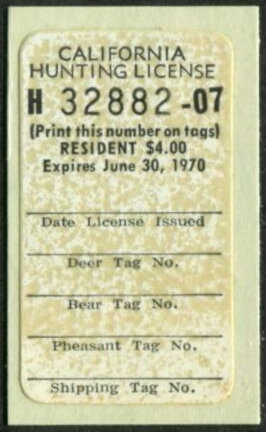 CALIFORNIA
HUNTING LICENSE
H 32882-07
(Print this number on tags)
RESIDENT $4.00
Expires June 30, 1970
Date License Issued
Deer Tag No.
Bear Tag No.
Pheasant Tag No.
Shipping Tag No.